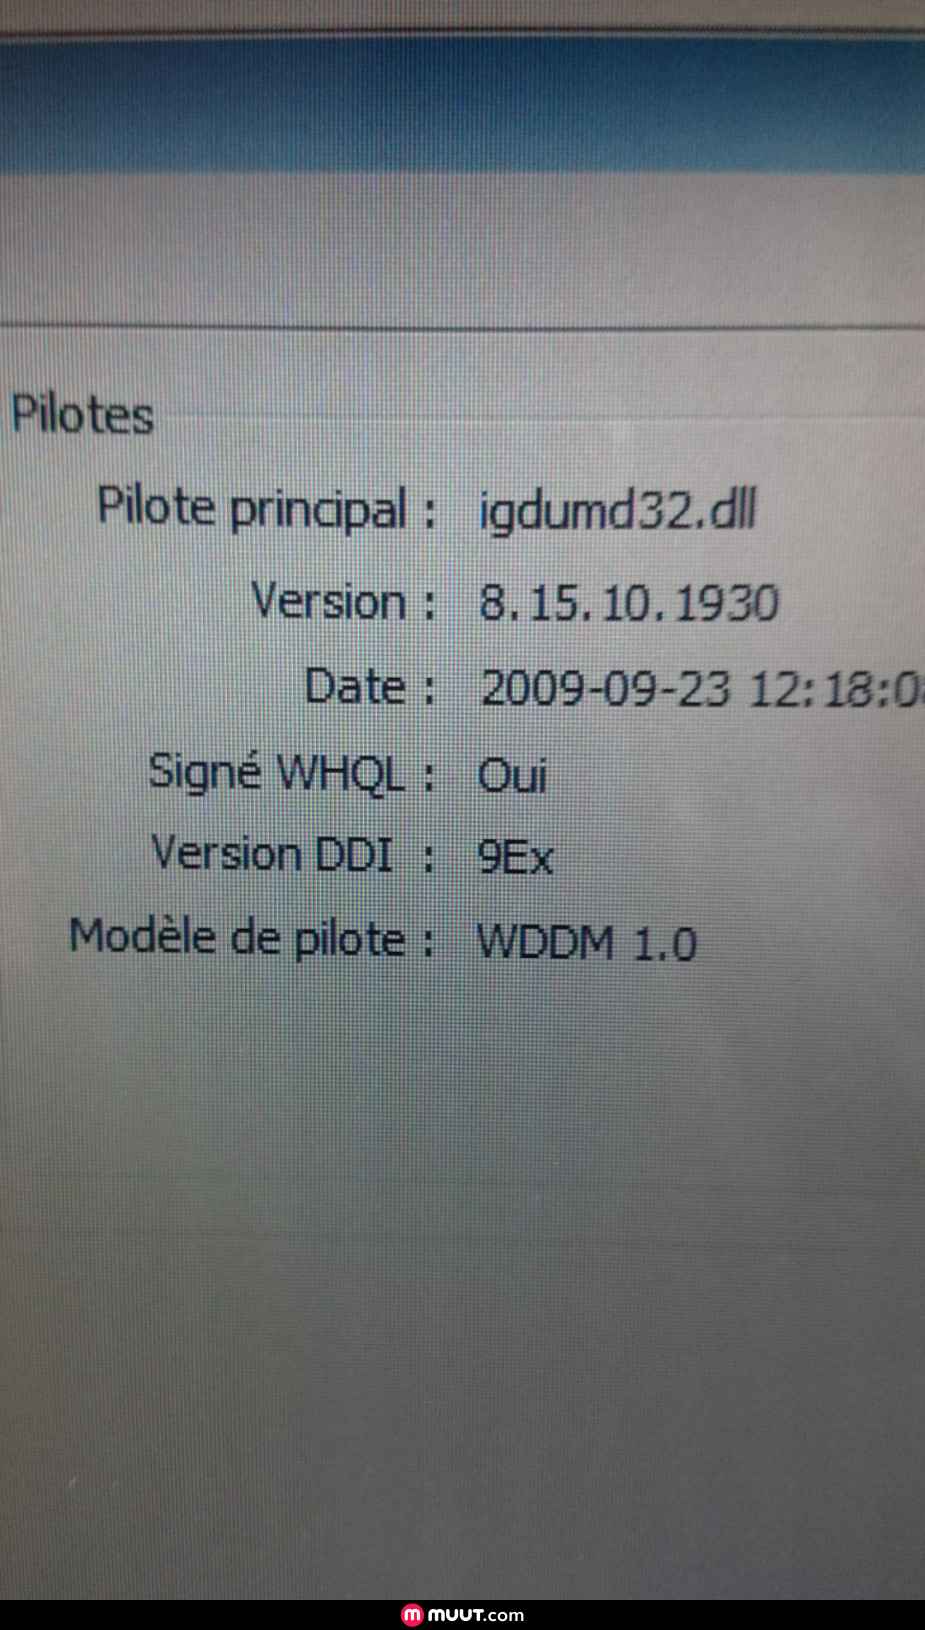 Pilotes
Pilote principal : igdumd32.dll
Version : 8.15.10.1930
Date : 2009-09-23 12:18:0
Signé WHQL : Oui
Version DDI : 9Ex
Modèle de pilote : WDDM 1.0
m muut.com